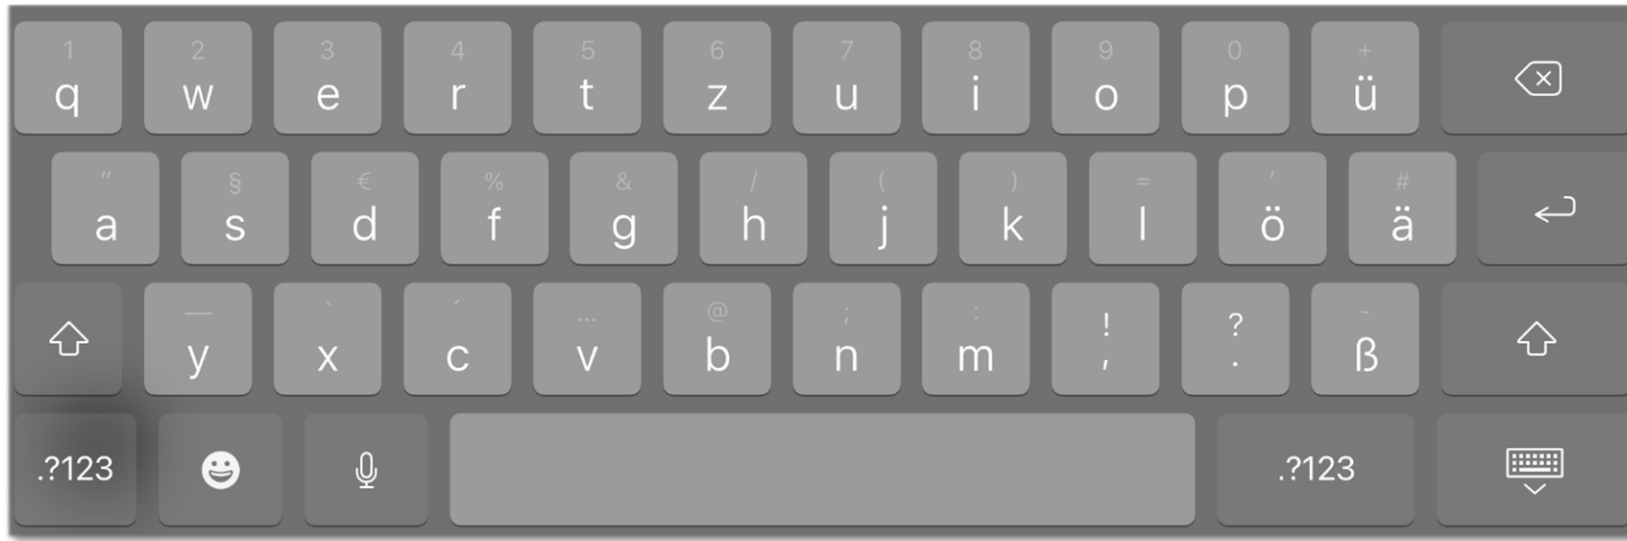 1 2 3 4 5 6 7 8 9 0 +
q w e r t z u i o p ü
" § € % & / ( ) = ' #
a s d f g h j k l ö ä
— ` ´ ... @ ; : ! ? -
y x c v b n m , . ß
.?123 .?123